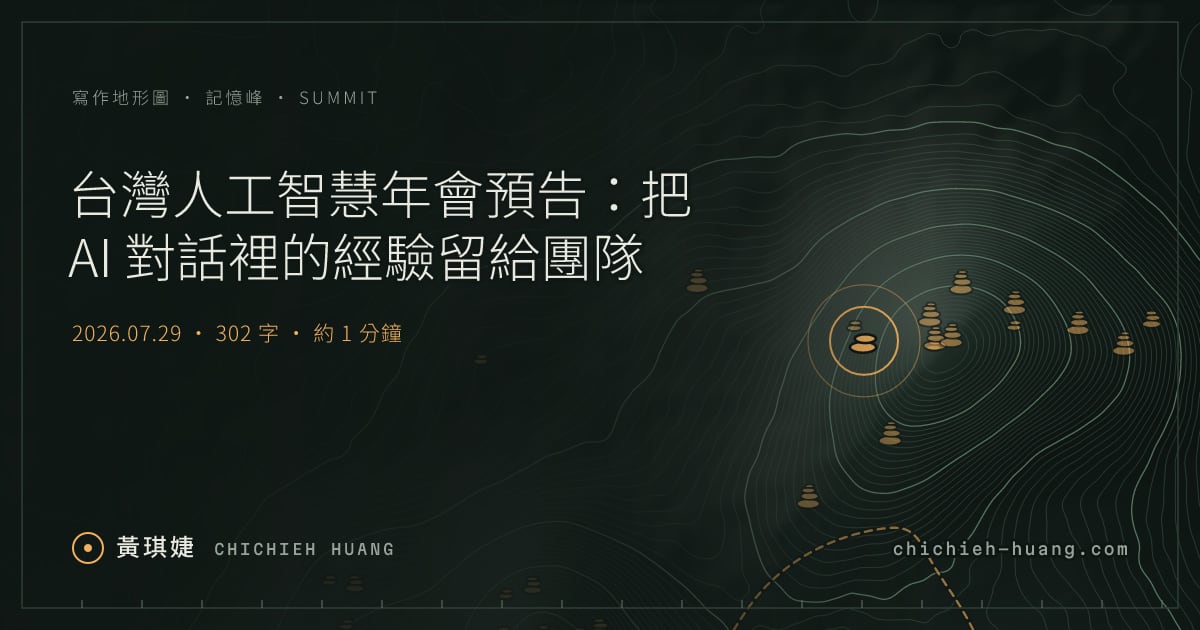 寫作地形圖 · 記憶峰 · SUMMIT
台灣人工智慧年會預告：把
AI 對話裡的經驗留給團隊
2026.07.29 · 302 字 · 約 1 分鐘
黃琪婕 CHICHIEH HUANG
chichieh-huang.com